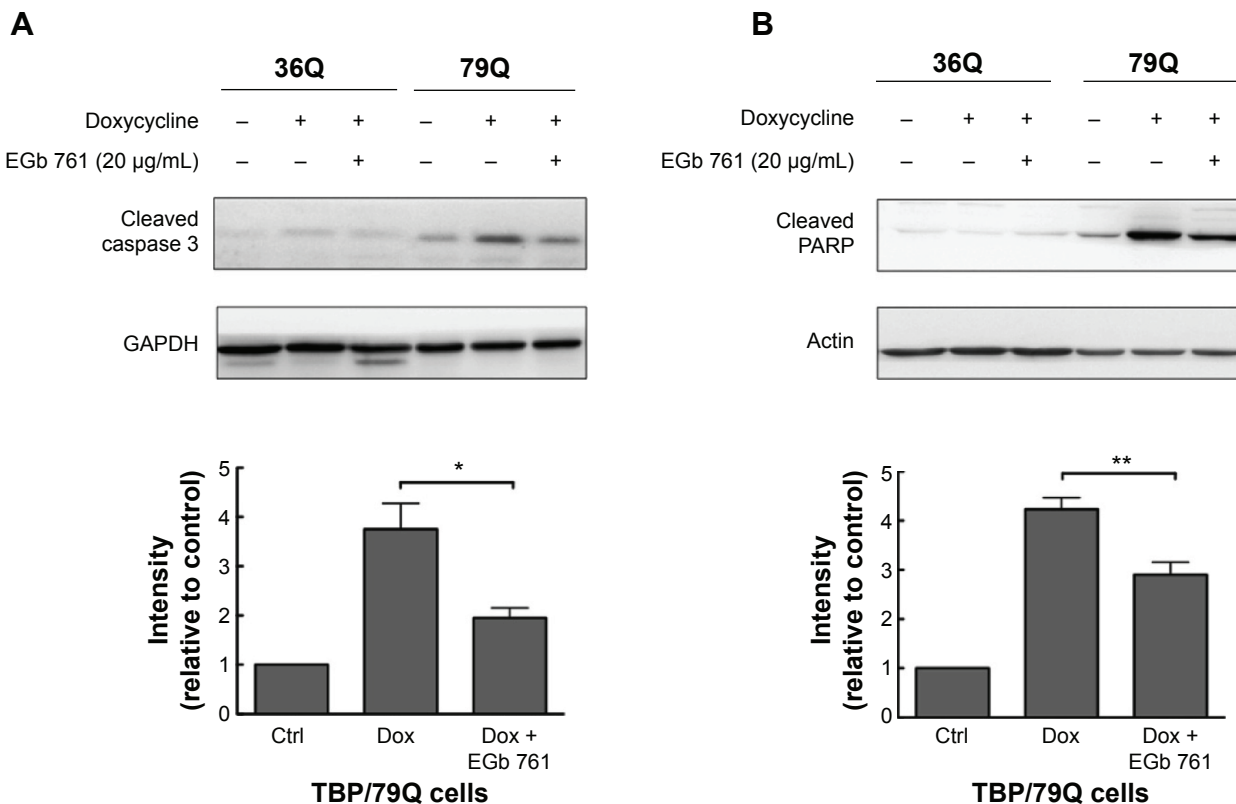 A
36Q 79Q
Doxycycline – + + – + +
EGb 761 (20 µg/mL) – – + – – +
Cleaved
caspase 3
GAPDH
Intensity
(relative to control)
5
4
3
2
1
0
*
Ctrl Dox Dox +
EGb 761
TBP/79Q cells
B
36Q 79Q
Doxycycline – + + – + +
EGb 761 (20 µg/mL) – – + – – +
Cleaved
PARP
Actin
Intensity
(relative to control)
5
4
3
2
1
0
**
Ctrl Dox Dox +
EGb 761
TBP/79Q cells